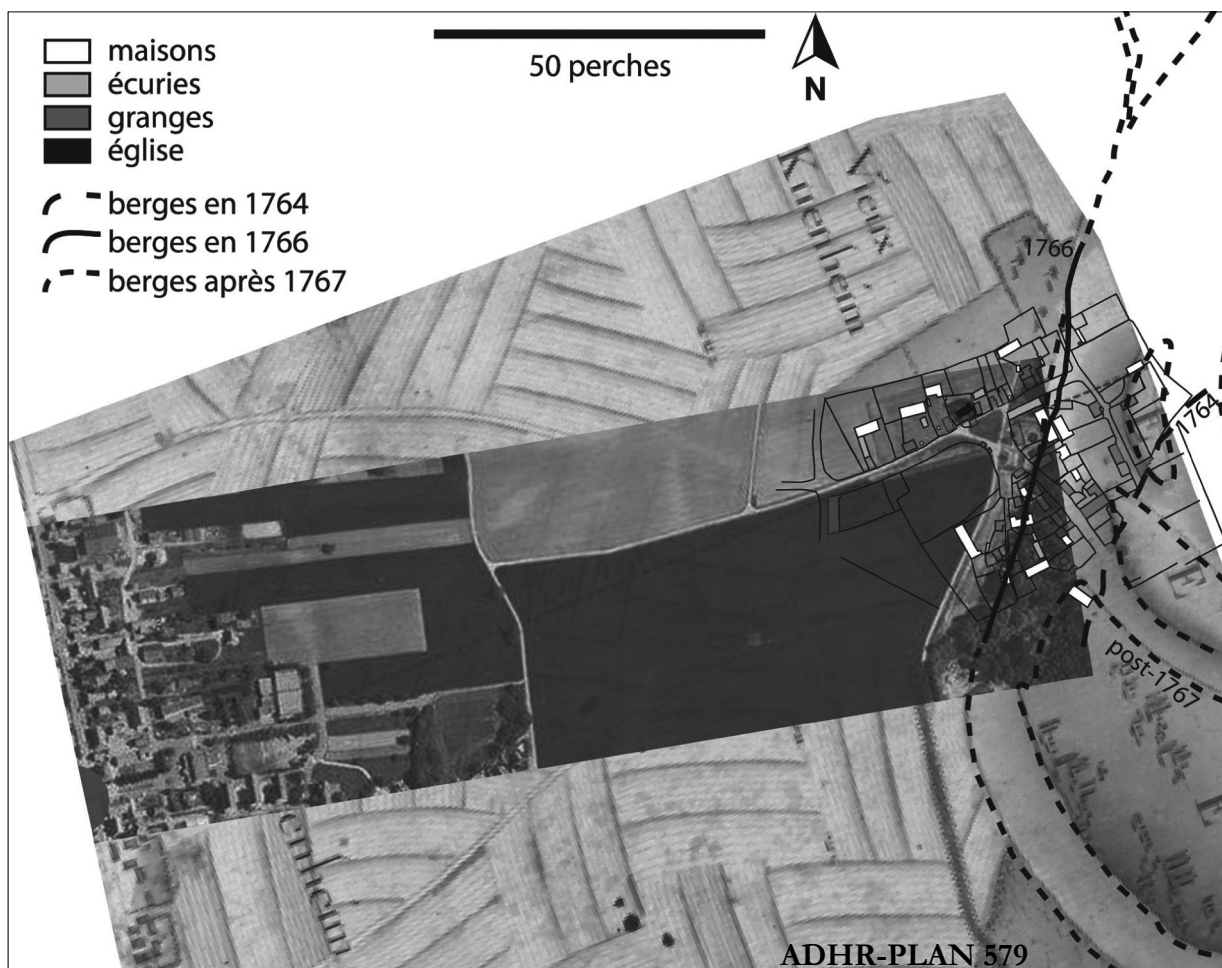 maisons
écuries
granges
église
berges en 1764
berges en 1766
berges après 1767
50 perches
N
Vieux
Kuenheim
1766
1764
E
post-1767
E
enheim
ADHR-PLAN 579